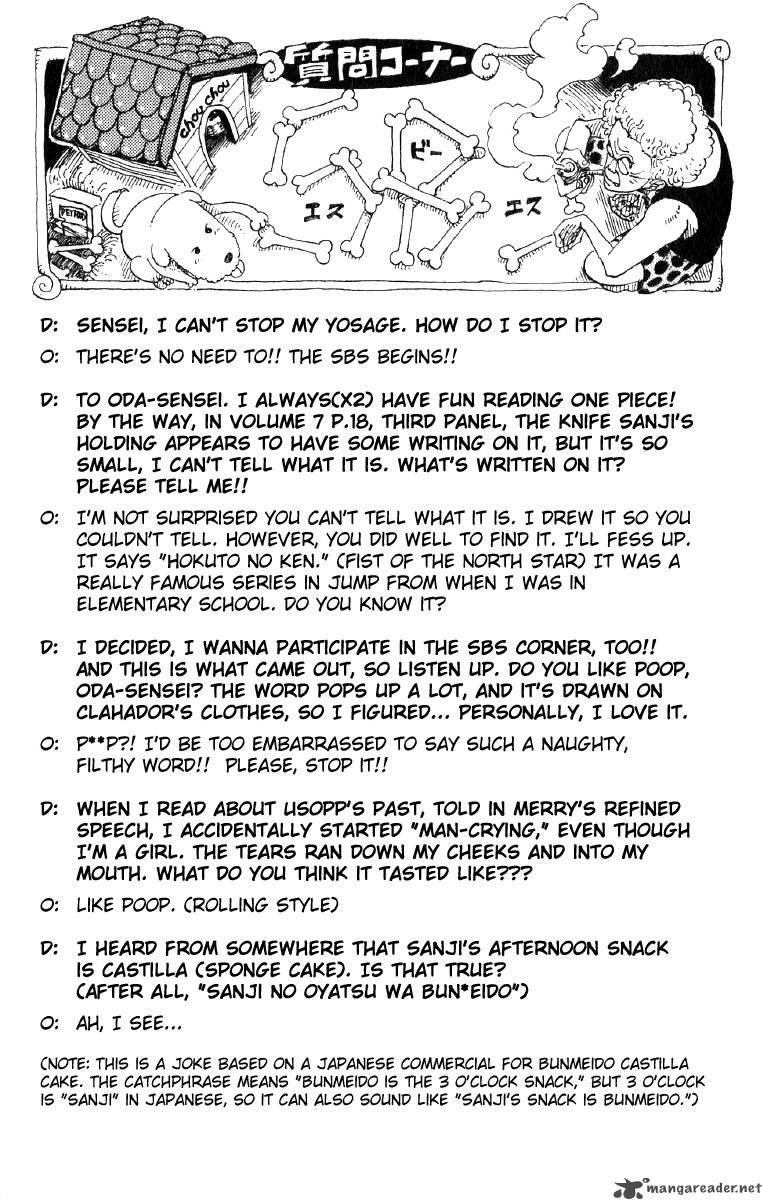 質問コーナー
chou chou
ビー
PET FOOD
エス
エス
D: SENSEI, I CAN'T STOP MY YOSAGE. HOW DO I STOP IT?
O: THERE'S NO NEED TO!! THE SBS BEGINS!!
D: TO ODA-SENSEI. I ALWAYS(X2) HAVE FUN READING ONE PIECE!
BY THE WAY, IN VOLUME 7 P.18, THIRD PANEL, THE KNIFE SANJI'S
HOLDING APPEARS TO HAVE SOME WRITING ON IT, BUT IT'S SO
SMALL, I CAN'T TELL WHAT IT IS. WHAT'S WRITTEN ON IT?
PLEASE TELL ME!!
O: I'M NOT SURPRISED YOU CAN'T TELL WHAT IT IS. I DREW IT SO YOU
COULDN'T TELL. HOWEVER, YOU DID WELL TO FIND IT. I'LL FESS UP.
IT SAYS "HOKUTO NO KEN." (FIST OF THE NORTH STAR) IT WAS A
REALLY FAMOUS SERIES IN JUMP FROM WHEN I WAS IN
ELEMENTARY SCHOOL. DO YOU KNOW IT?
D: I DECIDED, I WANNA PARTICIPATE IN THE SBS CORNER, TOO!!
AND THIS IS WHAT CAME OUT, SO LISTEN UP. DO YOU LIKE POOP,
ODA-SENSEI? THE WORD POPS UP A LOT, AND IT'S DRAWN ON
CLAHADOR'S CLOTHES, SO I FIGURED... PERSONALLY, I LOVE IT.
O: P**P?! I'D BE TOO EMBARRASSED TO SAY SUCH A NAUGHTY,
FILTHY WORD!! PLEASE, STOP IT!!
D: WHEN I READ ABOUT USOPP'S PAST, TOLD IN MERRY'S REFINED
SPEECH, I ACCIDENTALLY STARTED "MAN-CRYING," EVEN THOUGH
I'M A GIRL. THE TEARS RAN DOWN MY CHEEKS AND INTO MY
MOUTH. WHAT DO YOU THINK IT TASTED LIKE???
O: LIKE POOP. (ROLLING STYLE)
D: I HEARD FROM SOMEWHERE THAT SANJI'S AFTERNOON SNACK
IS CASTILLA (SPONGE CAKE). IS THAT TRUE?
(AFTER ALL, "SANJI NO OYATSU WA BUN*EIDO")
O: AH, I SEE...
(NOTE: THIS IS A JOKE BASED ON A JAPANESE COMMERCIAL FOR BUNMEIDO CASTILLA
CAKE. THE CATCHPHRASE MEANS "BUNMEIDO IS THE 3 O'CLOCK SNACK," BUT 3 O'CLOCK
IS "SANJI" IN JAPANESE, SO IT CAN ALSO SOUND LIKE "SANJI'S SNACK IS BUNMEIDO.")
mangareader.net